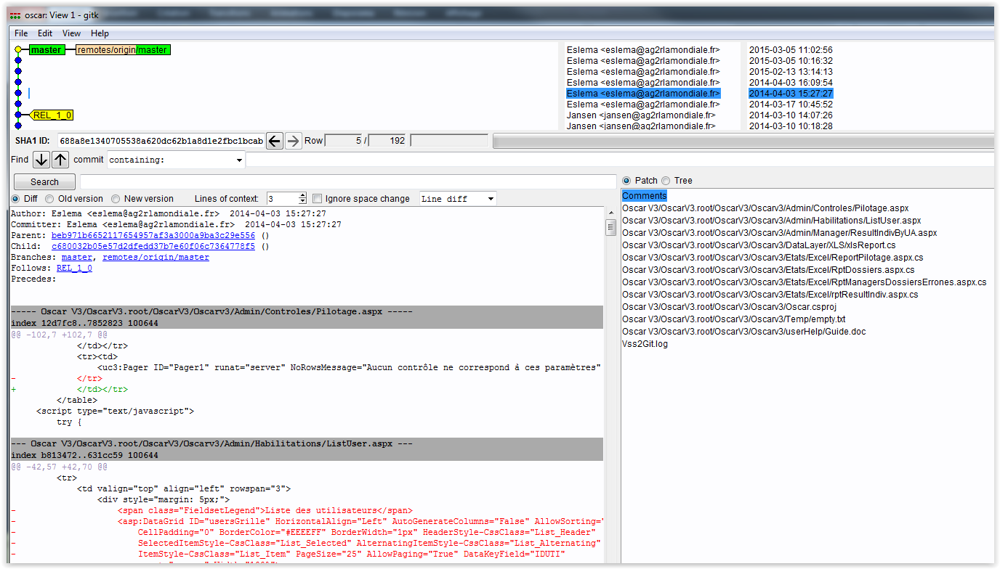 oscar: View 1 - gitk
File Edit View Help
master remotes/origin/master Eslema <eslema@ag2rlamondiale.fr> 2015-03-05 11:02:56
Eslema <eslema@ag2rlamondiale.fr> 2015-03-05 10:16:32
Eslema <eslema@ag2rlamondiale.fr> 2015-02-13 13:14:13
Eslema <eslema@ag2rlamondiale.fr> 2014-04-03 16:09:54
Eslema <eslema@ag2rlamondiale.fr> 2014-04-03 15:27:27
Eslema <eslema@ag2rlamondiale.fr> 2014-03-17 10:45:52
REL_1_0 Jansen <jansen@ag2rlamondiale.fr> 2014-03-10 14:07:26
Jansen <jansen@ag2rlamondiale.fr> 2014-03-10 10:18:28
SHA1 ID: 688a8e1340705538a620dc62b1a8d1e2fbc1bcab Row 5 / 192
Find commit containing:
Search
Diff Old version New version Lines of context: 3 Ignore space change Line diff
Author: Eslema <eslema@ag2rlamondiale.fr> 2014-04-03 15:27:27
Committer: Eslema <eslema@ag2rlamondiale.fr> 2014-04-03 15:27:27
Parent: beb971b6652117654957af3a3000a9ba3c29e556 ()
Child: c680032b05e57d2dfedd37b7e60f06c7364778f5 ()
Branches: master, remotes/origin/master
Follows: REL_1_0
Precedes:
----- Oscar V3/OscarV3.root/OscarV3/Oscarv3/Admin/Controles/Pilotage.aspx -----
index 12d7fc8..7852823 100644
@@ -102,7 +102,7 @@
</td></tr>
<tr><td>
<uc3:Pager ID="Pager1" runat="server" NoRowsMessage="Aucun contrôle ne correspond à ces paramètres"
- </tr>
+ </td></tr>
</table>
<script type="text/javascript">
try {
--- Oscar V3/OscarV3.root/OscarV3/Oscarv3/Admin/Habilitations/ListUser.aspx ---
index b813472..631cc59 100644
@@ -42,57 +42,70 @@
<tr>
<td valign="top" align="left" rowspan="3">
<div style="margin: 5px;">
- <span class="FieldsetLegend">Liste des utilisateurs</span>
- <asp:DataGrid ID="usersGrille" HorizontalAlign="Left" AutoGenerateColumns="False" AllowSorting="
- CellPadding="0" BorderColor="#EEEEFF" BorderWidth="1px" HeaderStyle-CssClass="List_Header"
- SelectedItemStyle-CssClass="List_Selected" AlternatingItemStyle-CssClass="List_Alternating"
- ItemStyle-CssClass="List_Item" PageSize="25" AllowPaging="True" DataKeyField="IDUTI"
Patch Tree
Comments
Oscar V3/OscarV3.root/OscarV3/Oscarv3/Admin/Controles/Pilotage.aspx
Oscar V3/OscarV3.root/OscarV3/Oscarv3/Admin/Habilitations/ListUser.aspx
Oscar V3/OscarV3.root/OscarV3/Oscarv3/Admin/Manager/ResultIndivByUA.aspx
Oscar V3/OscarV3.root/OscarV3/Oscarv3/DataLayer/XLS/xlsReport.cs
Oscar V3/OscarV3.root/OscarV3/Oscarv3/Etats/Excel/ReportPilotage.aspx.cs
Oscar V3/OscarV3.root/OscarV3/Oscarv3/Etats/Excel/RptDossiers.aspx.cs
Oscar V3/OscarV3.root/OscarV3/Oscarv3/Etats/Excel/RptManagersDossiersErrones.aspx.cs
Oscar V3/OscarV3.root/OscarV3/Oscarv3/Etats/Excel/rptResultIndiv.aspx.cs
Oscar V3/OscarV3.root/OscarV3/Oscarv3/Oscar.csproj
Oscar V3/OscarV3.root/OscarV3/Oscarv3/Temp/empty.txt
Oscar V3/OscarV3.root/OscarV3/Oscarv3/userHelp/Guide.doc
Vss2Git.log